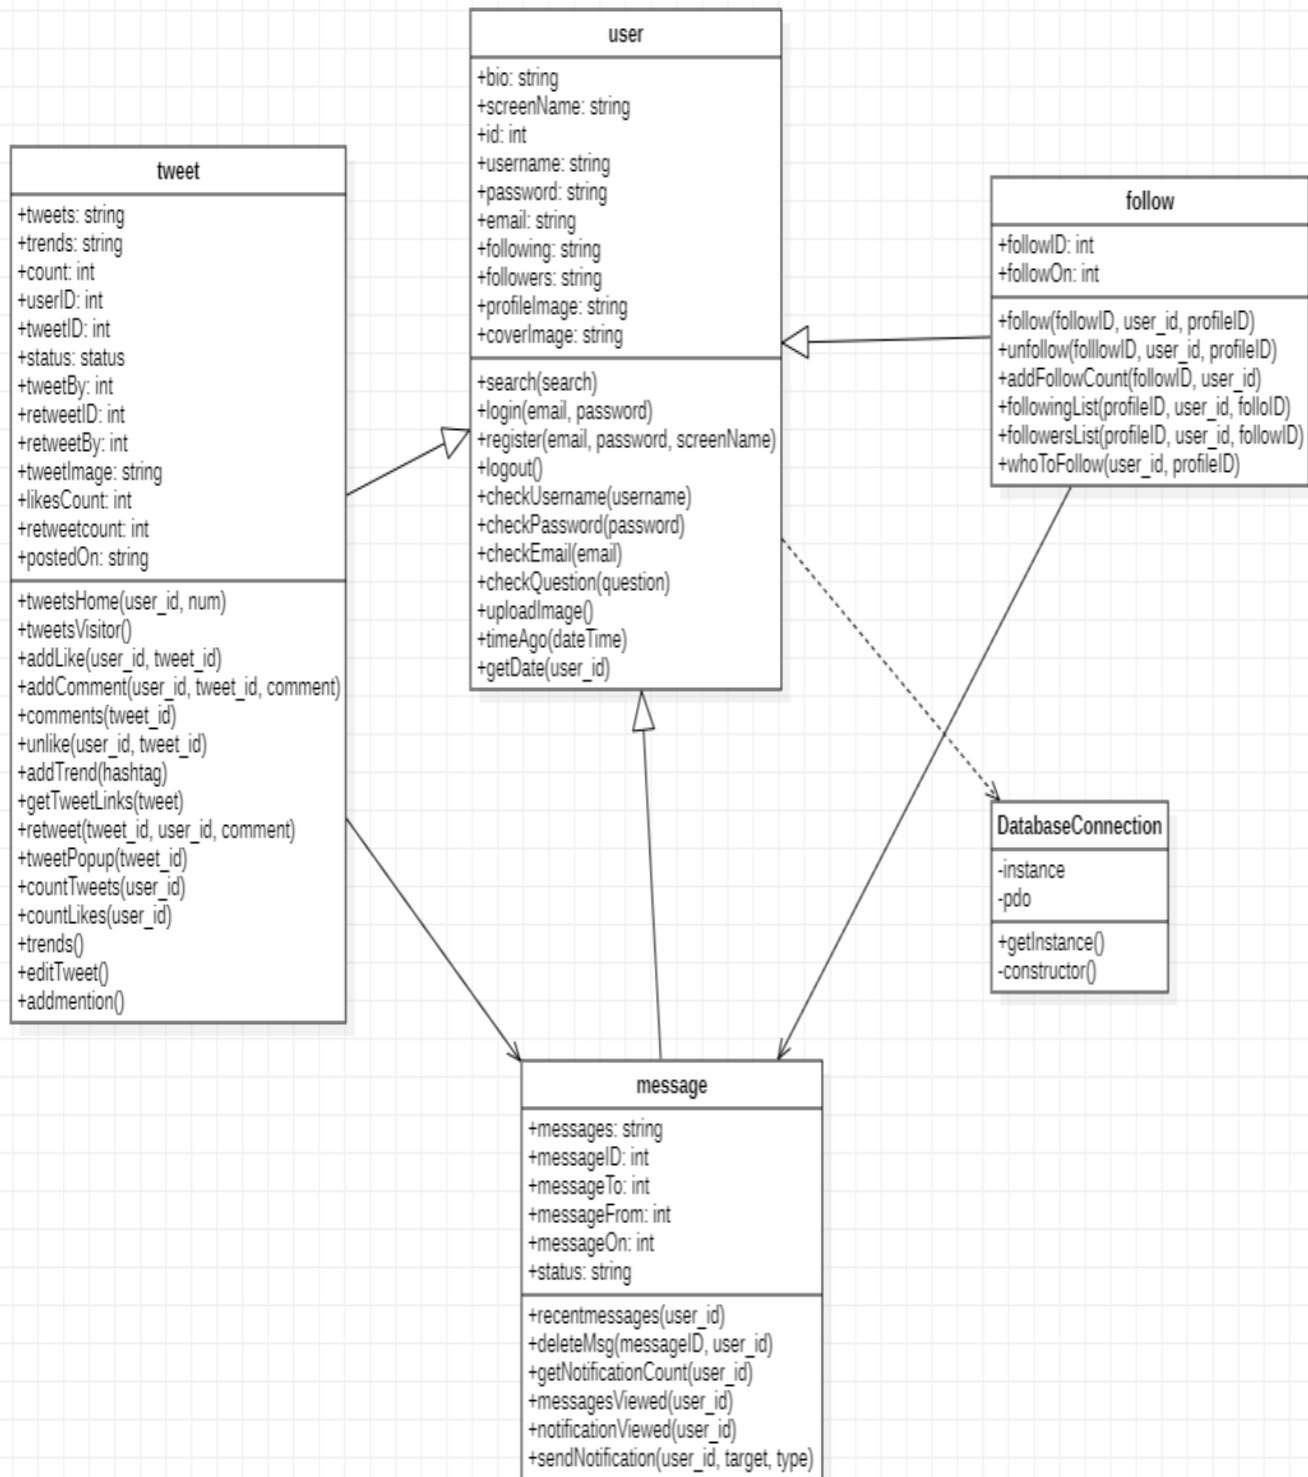 user
+bio: string
+screenName: string
+id: int
+username: string
+password: string
+email: string
+following: string
+followers: string
+profileImage: string
+coverImage: string
+search(search)
+login(email, password)
+register(email, password, screenName)
+logout()
+checkUsername(username)
+checkPassword(password)
+checkEmail(email)
+checkQuestion(question)
+uploadImage()
+timeAgo(dateTime)
+getDate(user_id)
tweet
+tweets: string
+trends: string
+count: int
+userID: int
+tweetID: int
+status: status
+tweetBy: int
+retweetID: int
+retweetBy: int
+tweetImage: string
+likesCount: int
+retweetcount: int
+postedOn: string
+tweetsHome(user_id, num)
+tweetsVisitor()
+addLike(user_id, tweet_id)
+addComment(user_id, tweet_id, comment)
+comments(tweet_id)
+unlike(user_id, tweet_id)
+addTrend(hashtag)
+getTweetLinks(tweet)
+retweet(tweet_id, user_id, comment)
+tweetPopup(tweet_id)
+countTweets(user_id)
+countLikes(user_id)
+trends()
+editTweet()
+addmention()
follow
+followID: int
+followOn: int
+follow(followID, user_id, profileID)
+unfollow(folllowID, user_id, profileID)
+addFollowCount(followID, user_id)
+followingList(profileID, user_id, folloID)
+followersList(profileID, user_id, followID)
+whoToFollow(user_id, profileID)
DatabaseConnection
-instance
-pdo
+getInstance()
-constructor()
message
+messages: string
+messageID: int
+messageTo: int
+messageFrom: int
+messageOn: int
+status: string
+recentmessages(user_id)
+deleteMsg(messageID, user_id)
+getNotificationCount(user_id)
+messagesViewed(user_id)
+notificationViewed(user_id)
+sendNotification(user_id, target, type)